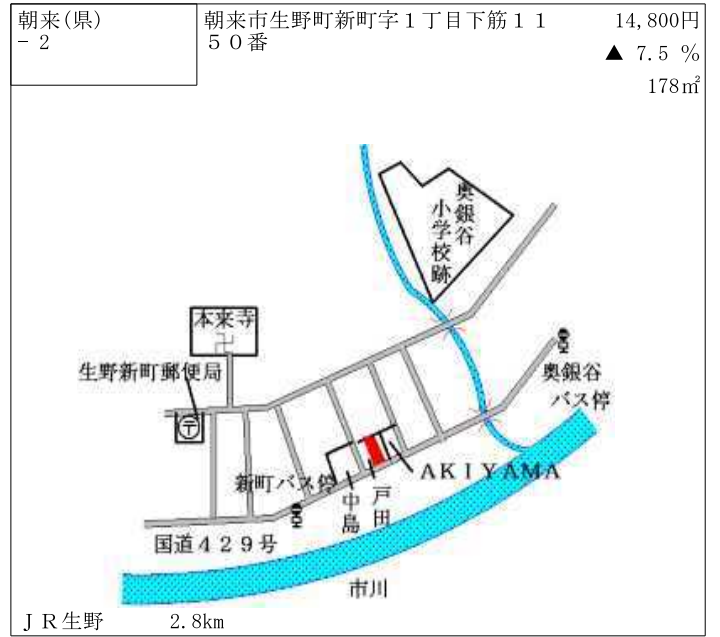 朝来(県)
－２
朝来市生野町新町字１丁目下筋１１
５０番
14,800円
▲ 7.5 %
178㎡
奥銀谷
小学校跡
本来寺
生野新町郵便局
〒
奥銀谷
バス停
新町バス停
ＡＫＩＹＡＭＡ
戸田
中島
国道４２９号
市川
ＪＲ生野
2.8km